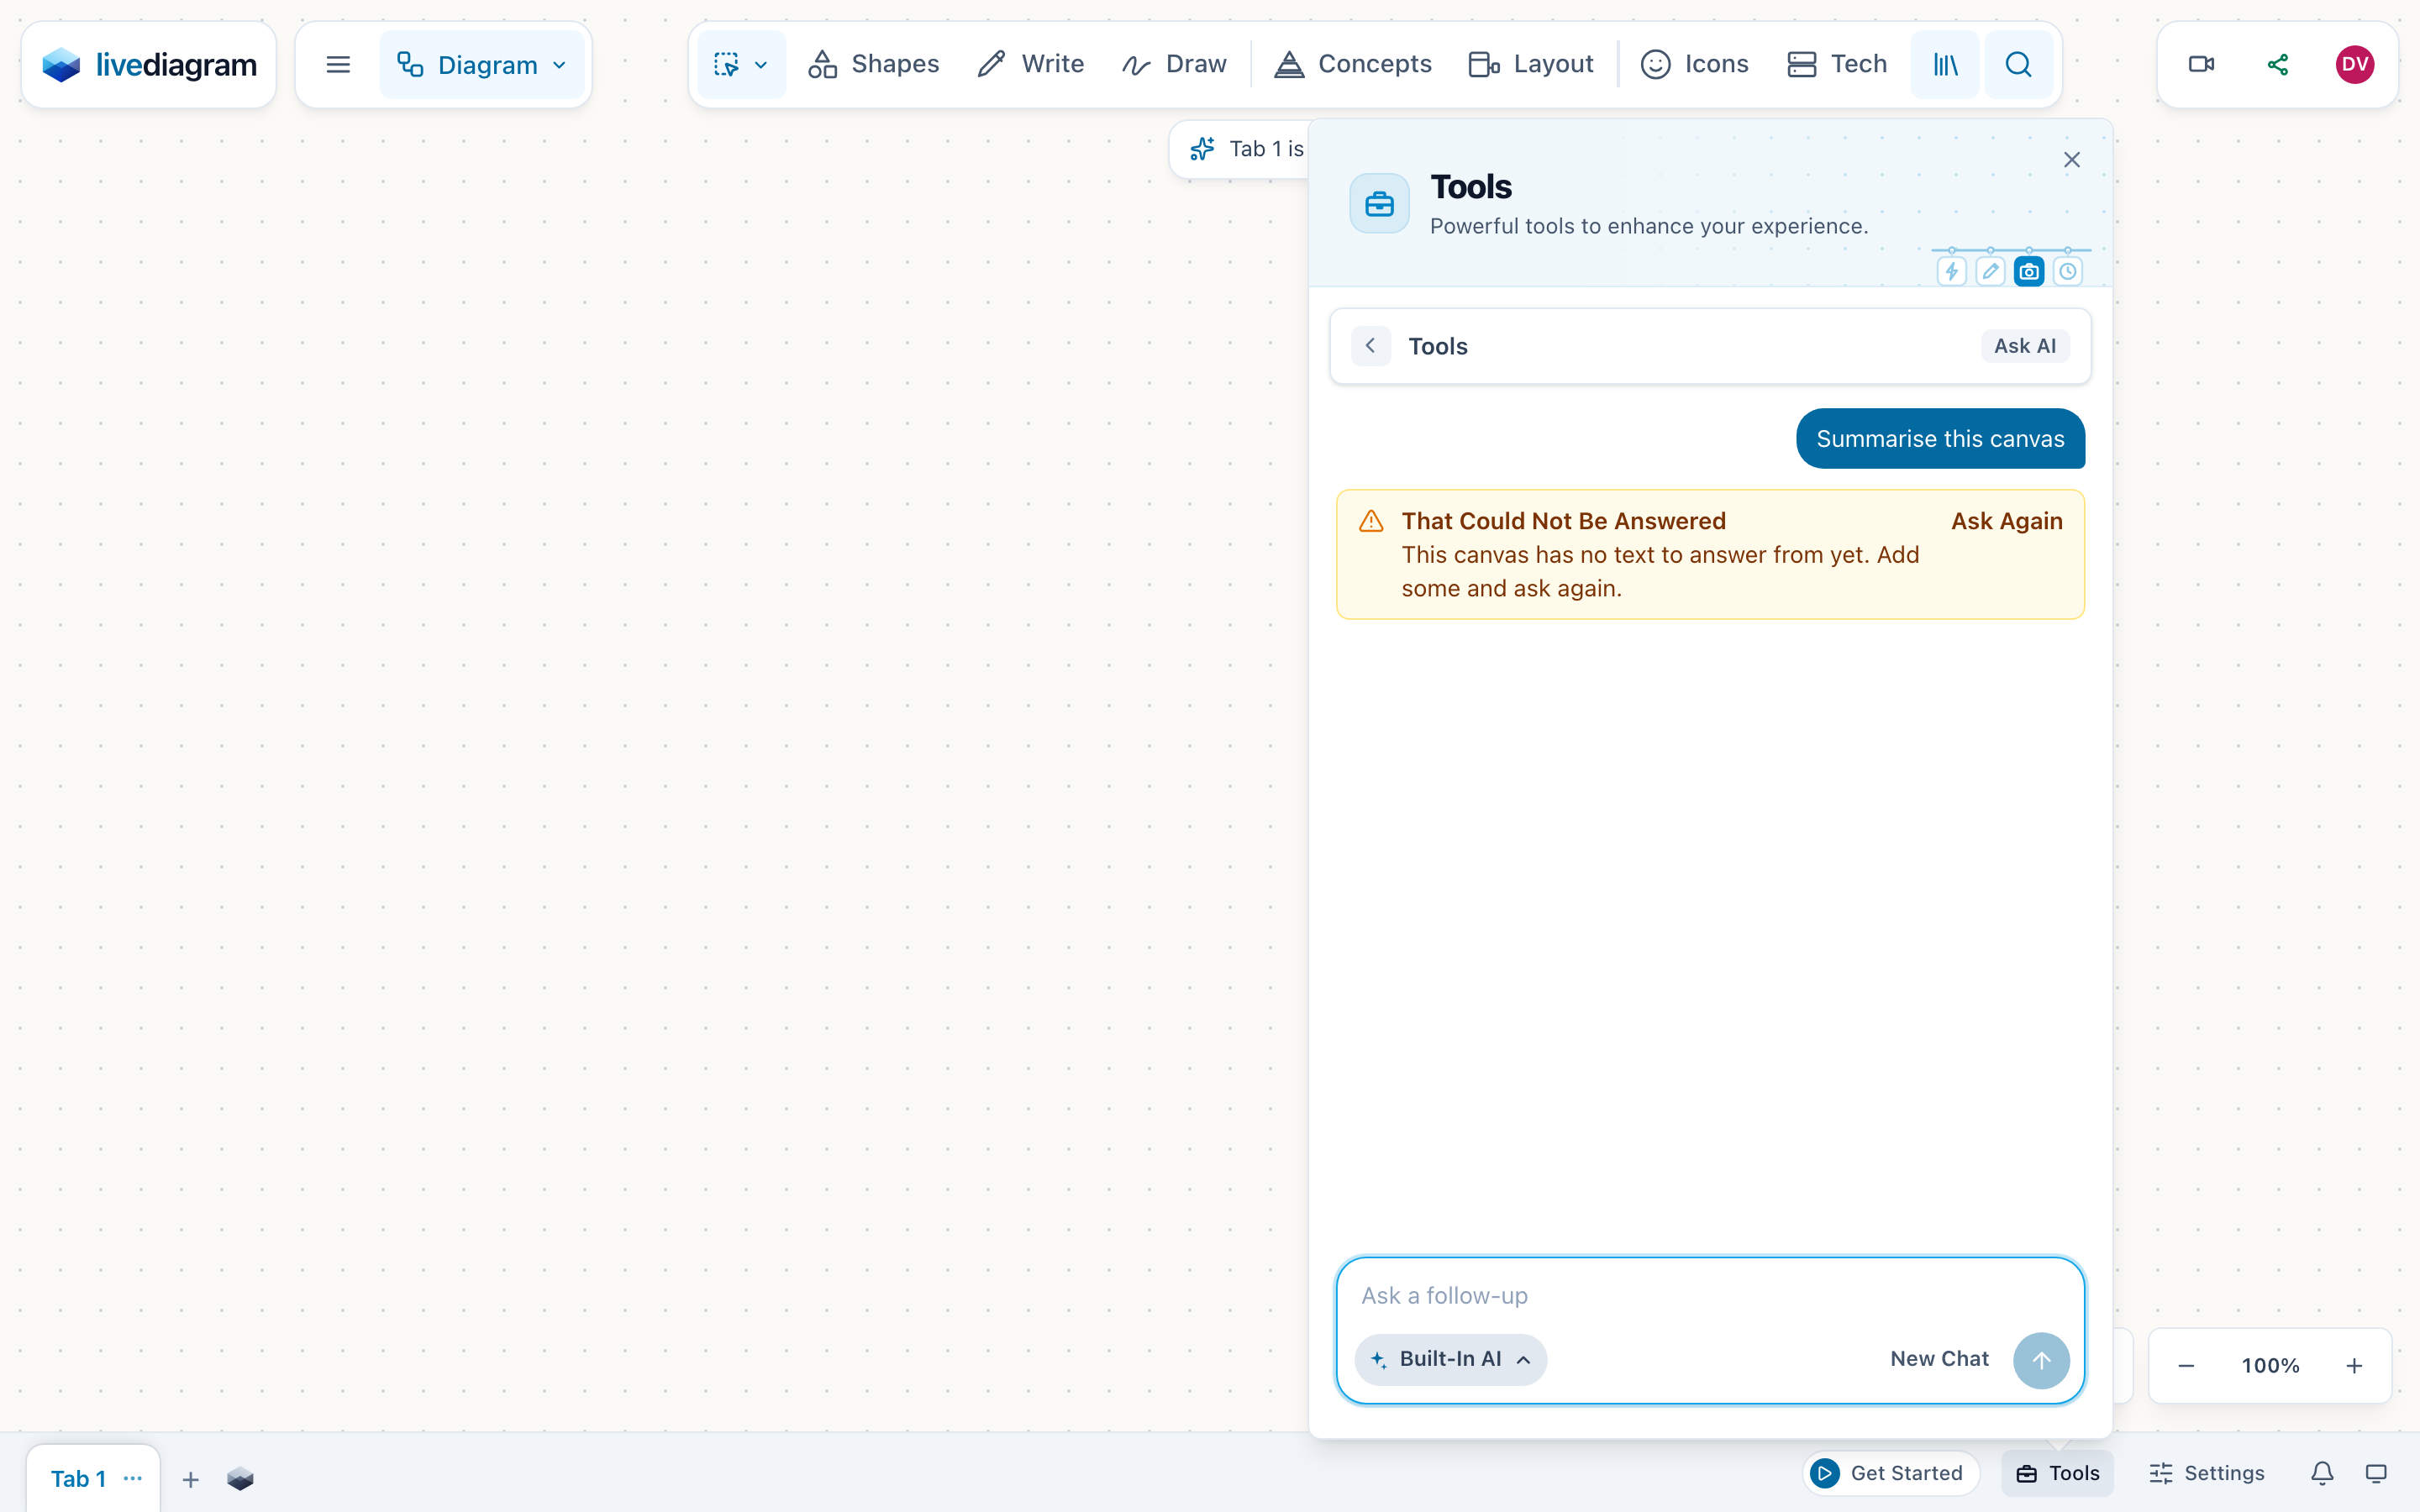 livediagram
Diagram
Shapes
Write
Draw
Concepts
Layout
Icons
Tech
DV
Tab 1 is
Tools
Powerful tools to enhance your experience.
Tools
Ask AI
Summarise this canvas
That Could Not Be Answered
Ask Again
This canvas has no text to answer from yet. Add
some and ask again.
Ask a follow-up
Built-In AI
New Chat
100%
Tab 1
Get Started
Tools
Settings